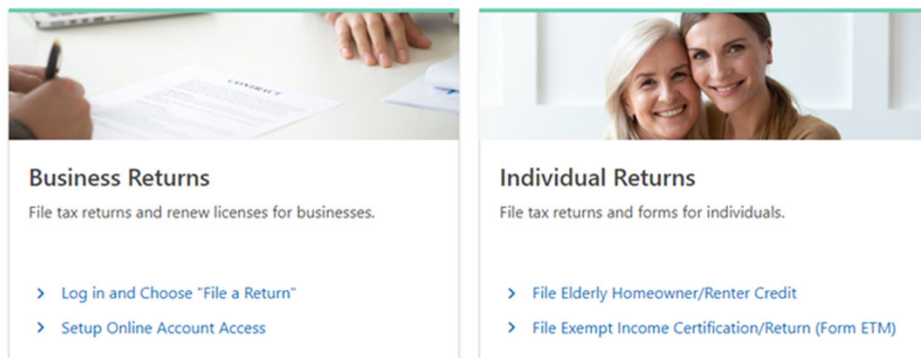 CONTRACT
Business Returns
File tax returns and renew licenses for businesses.
> Log in and Choose "File a Return"
> Setup Online Account Access
Individual Returns
File tax returns and forms for individuals.
> File Elderly Homeowner/Renter Credit
> File Exempt Income Certification/Return (Form ETM)